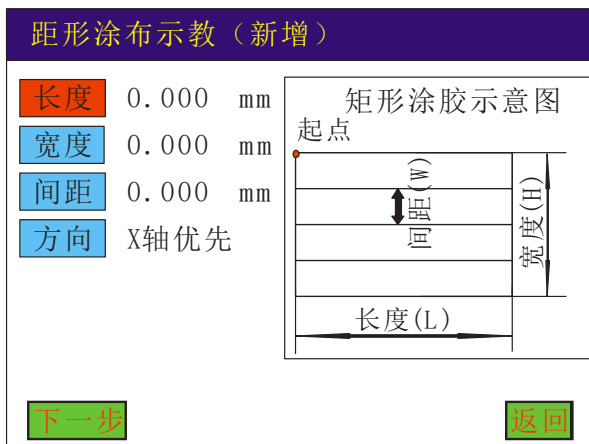 距形涂布示教（新增）
长度 0.000 mm
宽度 0.000 mm
间距 0.000 mm
方向 X轴优先
矩形涂胶示意图
起点
间距(W)
宽度(H)
长度(L)
下一步
返回